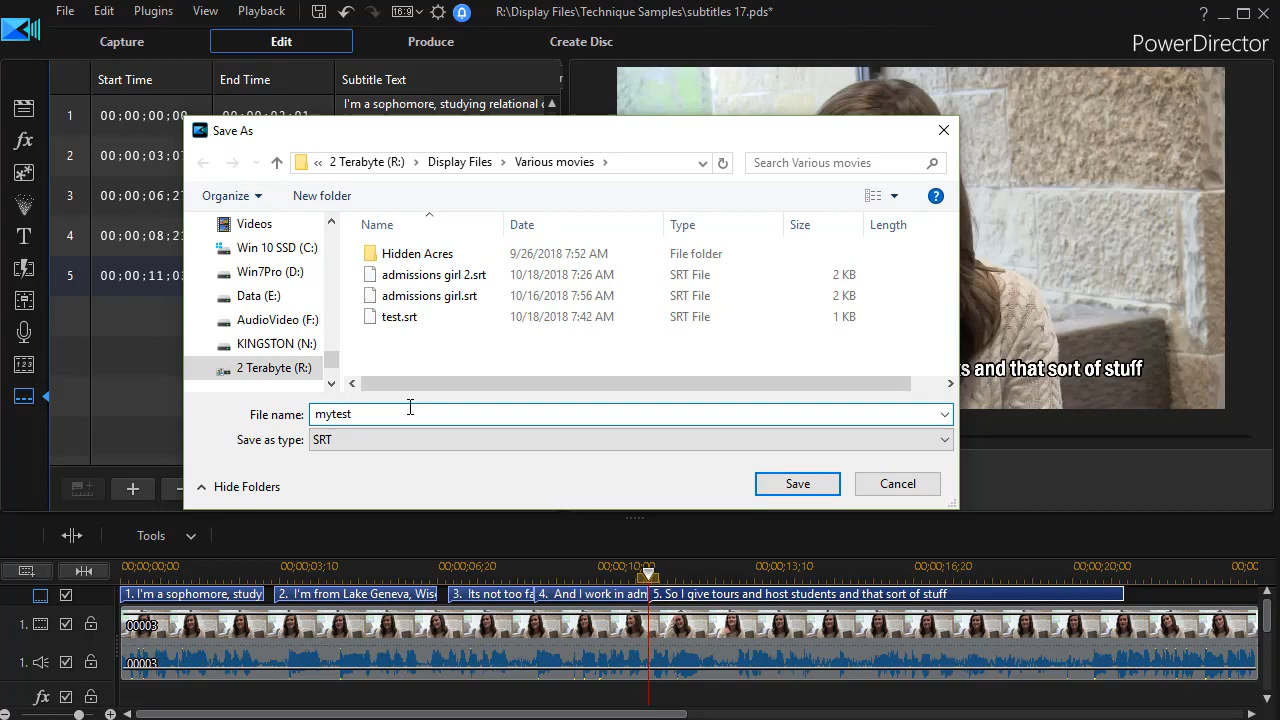 File Edit Plugins View Playback 16:9 R:\Display Files\Technique Samples\subtitles 17.pds*
Capture Edit Produce Create Disc PowerDirector
Start Time End Time Subtitle Text
1 00;00;00;00 00;00;03;01 I'm a sophomore, studying relational
Save As
« 2 Terabyte (R:) > Display Files > Various movies > Search Various movies
Organize New folder
Name Date Type Size Length
Videos
Win 10 SSD (C:)
Win7Pro (D:)
Data (E:)
AudioVideo (F:)
KINGSTON (N:)
2 Terabyte (R:)
Hidden Acres 9/26/2018 7:52 AM File folder
admissions girl 2.srt 10/18/2018 7:26 AM SRT File 2 KB
admissions girl.srt 10/16/2018 7:56 AM SRT File 2 KB
test.srt 10/18/2018 7:42 AM SRT File 1 KB
2 00;00;03;0
3 00;00;06;2
4 00;00;08;2
5 00;00;11;0
and that sort of stuff
File name: mytest
Save as type: SRT
Hide Folders Save Cancel
Tools
00;00;00;00 00;00;03;10 00;00;06;20 00;00;10;0 00;00;13;10 00;00;16;20 00;00;20;00 00;00
1. I'm a sophomore, study 2. I'm from Lake Geneva, Wis 3. Its not too fa 4. And I work in adn 5. So I give tours and host students and that sort of stuff
1. 00003
1. 00003
fx